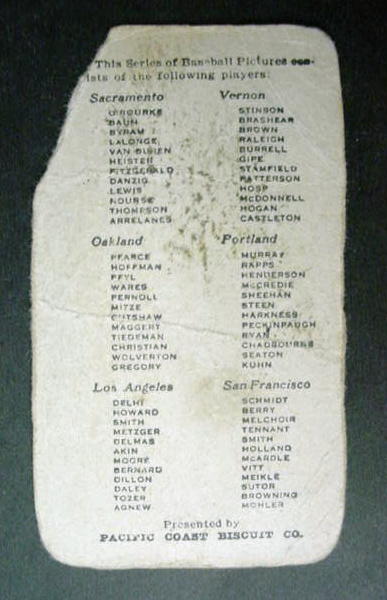 This Series of Baseball Pictures con-
ists of the following players:
Sacramento
O'ROURKE
BAUM
BYRAM
LALONGE
VAN BUREN
HEISTER
FITZGERALD
DANZIG
LEWIS
NOURSE
THOMPSON
ARRELANES
Vernon
STINSON
BRASHEAR
BROWN
RALEIGH
BURRELL
GIPE
STAMFIELD
PATTERSON
HOSP
McDONNELL
HOGAN
CASTLETON
Oakland
PEARCE
HOFFMAN
PFYL
WARES
PERNOLL
MITZE
CUTSHAW
MAGGERT
TIEDEMAN
CHRISTIAN
WOLVERTON
GREGORY
Portland
MURRAY
RAPPS
HENDERSON
McCREDIE
SHEEHAN
STEEN
HARKNESS
PECKINPAUGH
RYAN
CHADBOURNE
SEATON
KUHN
Los Angeles
DELHI
HOWARD
SMITH
METZGER
DELMAS
AKIN
MOORE
BERNARD
DILLON
DALEY
TOZER
AGNEW
San Francisco
SCHMIDT
BERRY
MELCHOIR
TENNANT
SMITH
HOLLAND
McARDLE
VITT
MEIKLE
SUTOR
BROWNING
MOHLER
Presented by
PACIFIC COAST BISCUIT CO.